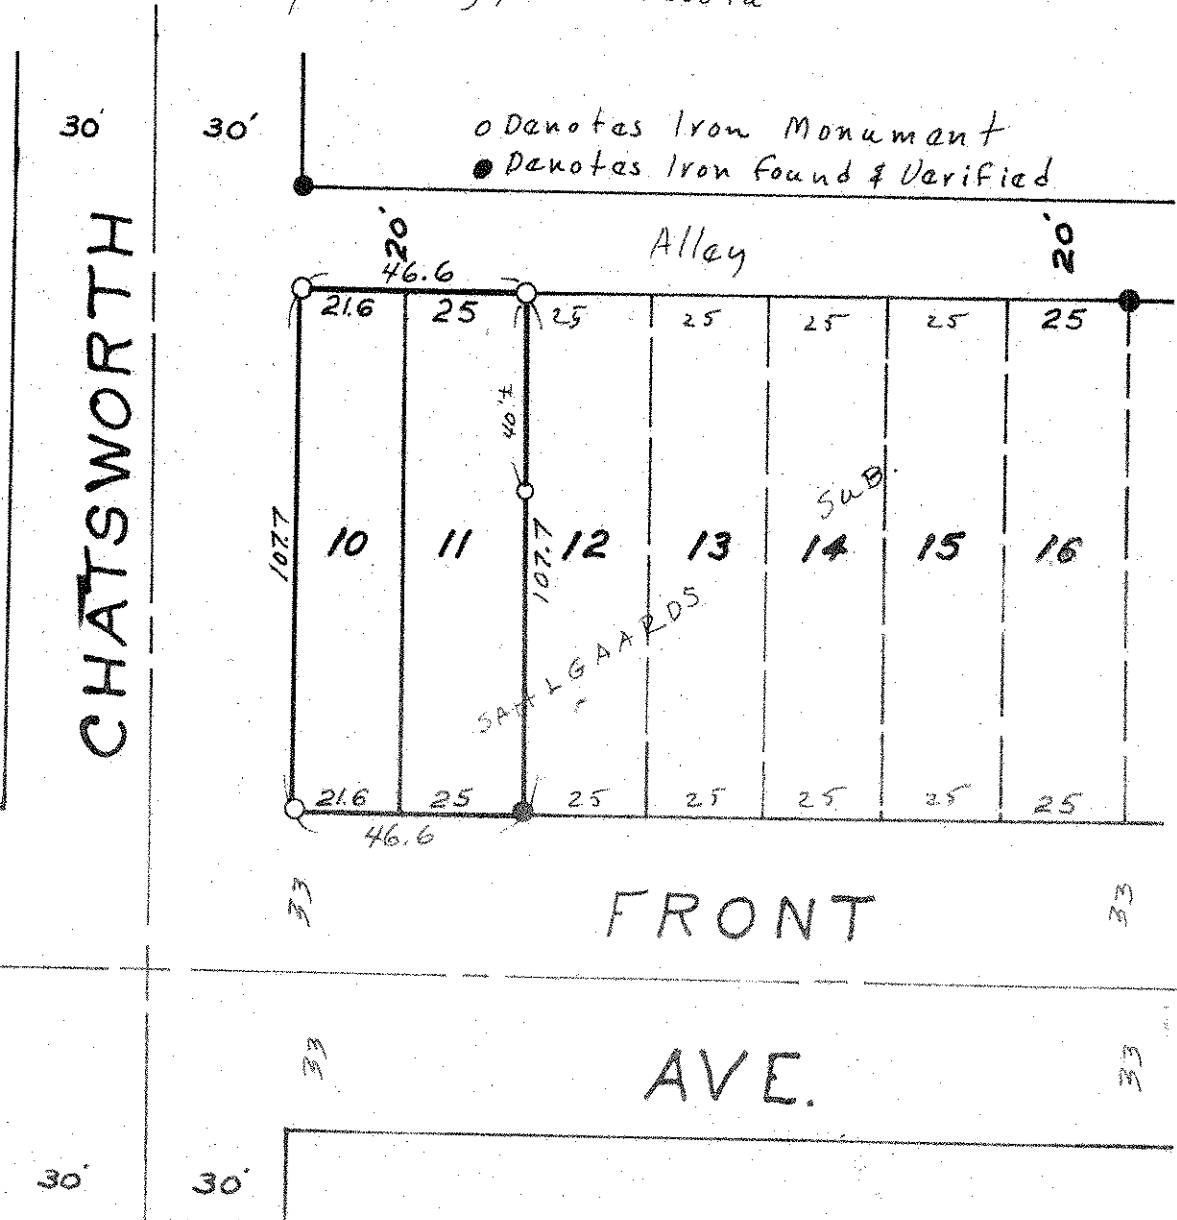 30' 30'
o Denotes Iron Monument
● Denotes Iron Found & Verified
20' Alley 20'
46.6
21.6 25 25 25 25 25 25
40'±
CHATSWORTH
SUB.
107.7 10 11 107.7 12 13 14 15 16
SAHLGAARDS
21.6 25 25 25 25 25 25
46.6
33 FRONT 33
33 AVE. 33
30' 30'